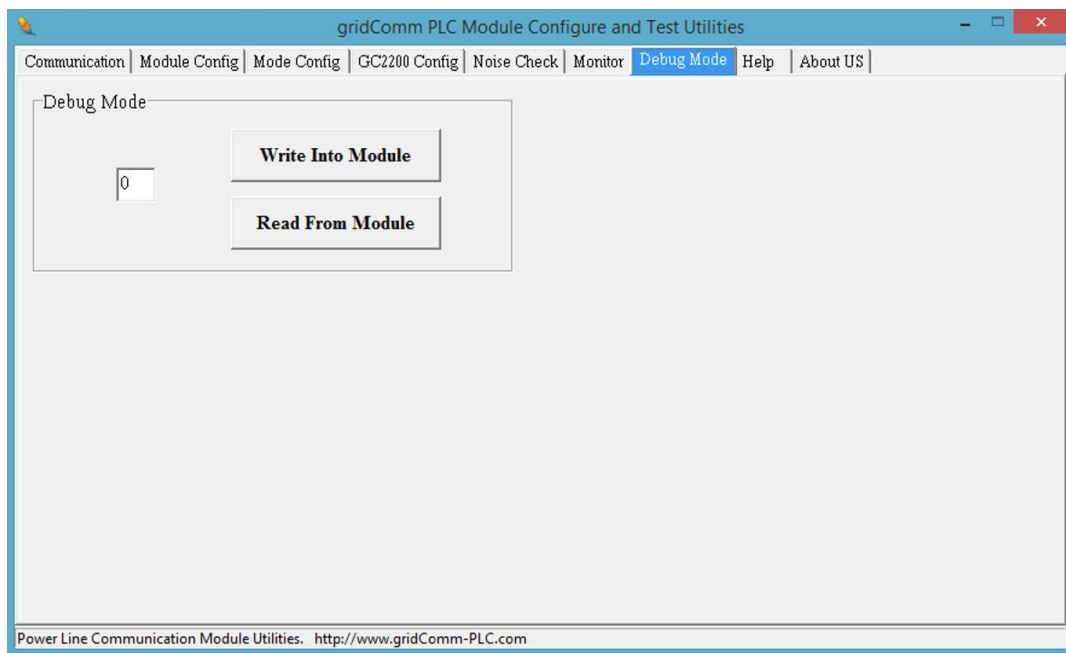 gridComm PLC Module Configure and Test Utilities
Communication Module Config Mode Config GC2200 Config Noise Check Monitor Debug Mode Help About US
Debug Mode
Write Into Module
0
Read From Module
Power Line Communication Module Utilities. http://www.gridComm-PLC.com